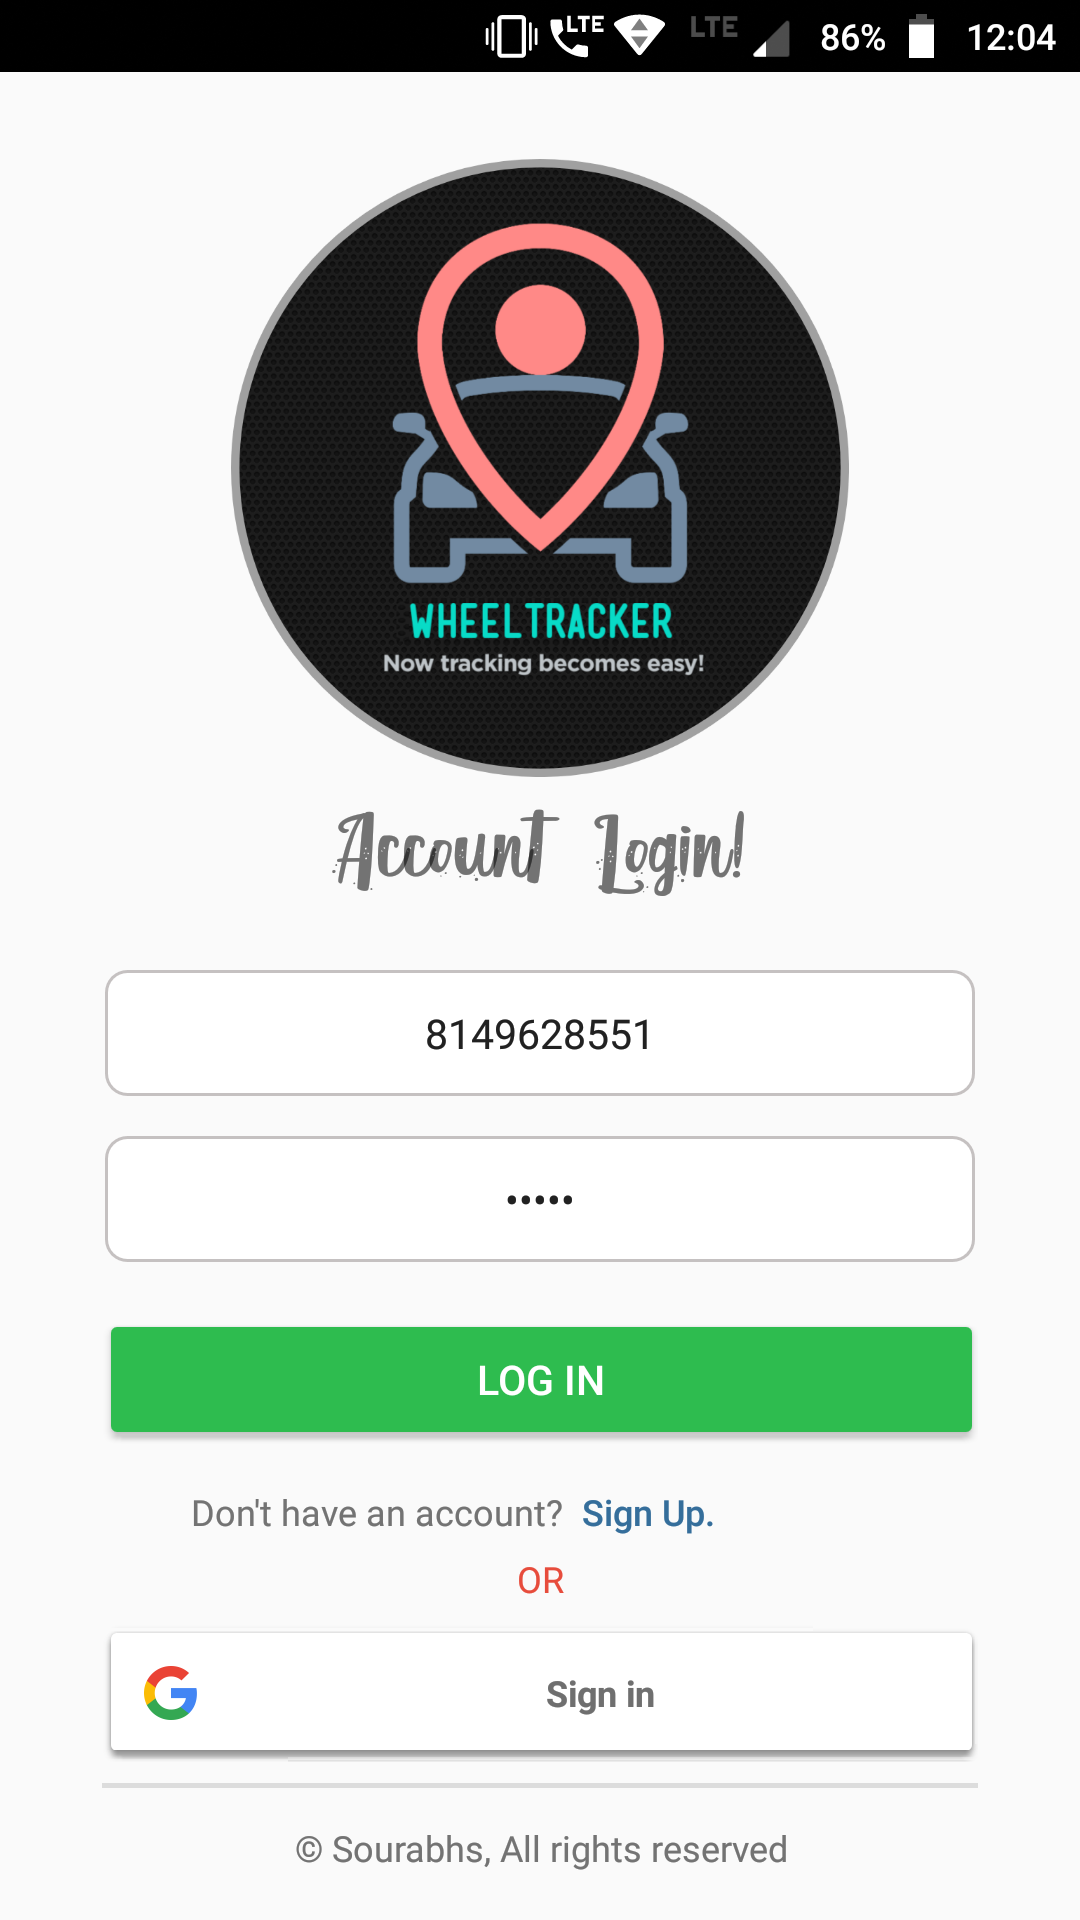 LTE LTE 86% 12:04
WHEELTRACKER
Now tracking becomes easy!
Account Login!
8149628551
•••••
LOG IN
Don't have an account? Sign Up.
OR
Sign in
© Sourabhs, All rights reserved